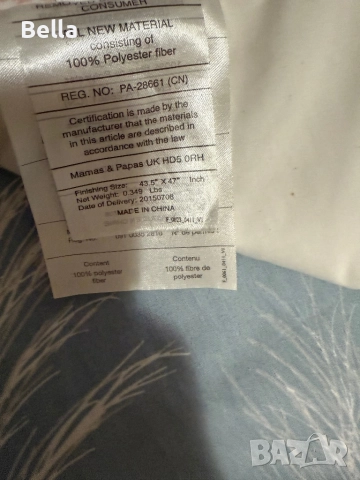 CONSUMER
Bella
ALL NEW MATERIAL
consisting of
100% Polyester fiber
REG. NO: PA-28661 (CN)
Certification is made by the
manufacturer that the materials
in this article are described in
accordance with the law
Mamas & Papas UK HD5 0RH
Finishing Size: 43.5" X 47" Inch
Net Weight: 0.349 Lbs
Date of Delivery: 20150708
MADE IN CHINA
Content
100% polyester
fiber
Contenu
100% fibre de
polyester
BAZAR